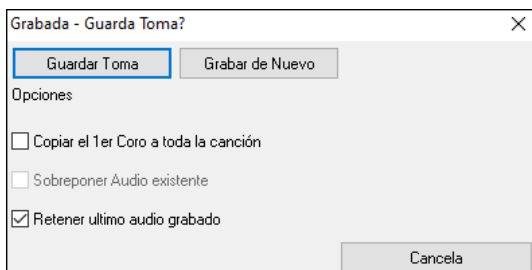 Grabada - Guarda Toma?
Guardar Toma Grabar de Nuevo
Opciones
Copiar el 1er Coro a toda la canción
Sobreponer Audio existente
Retener ultimo audio grabado
Cancela